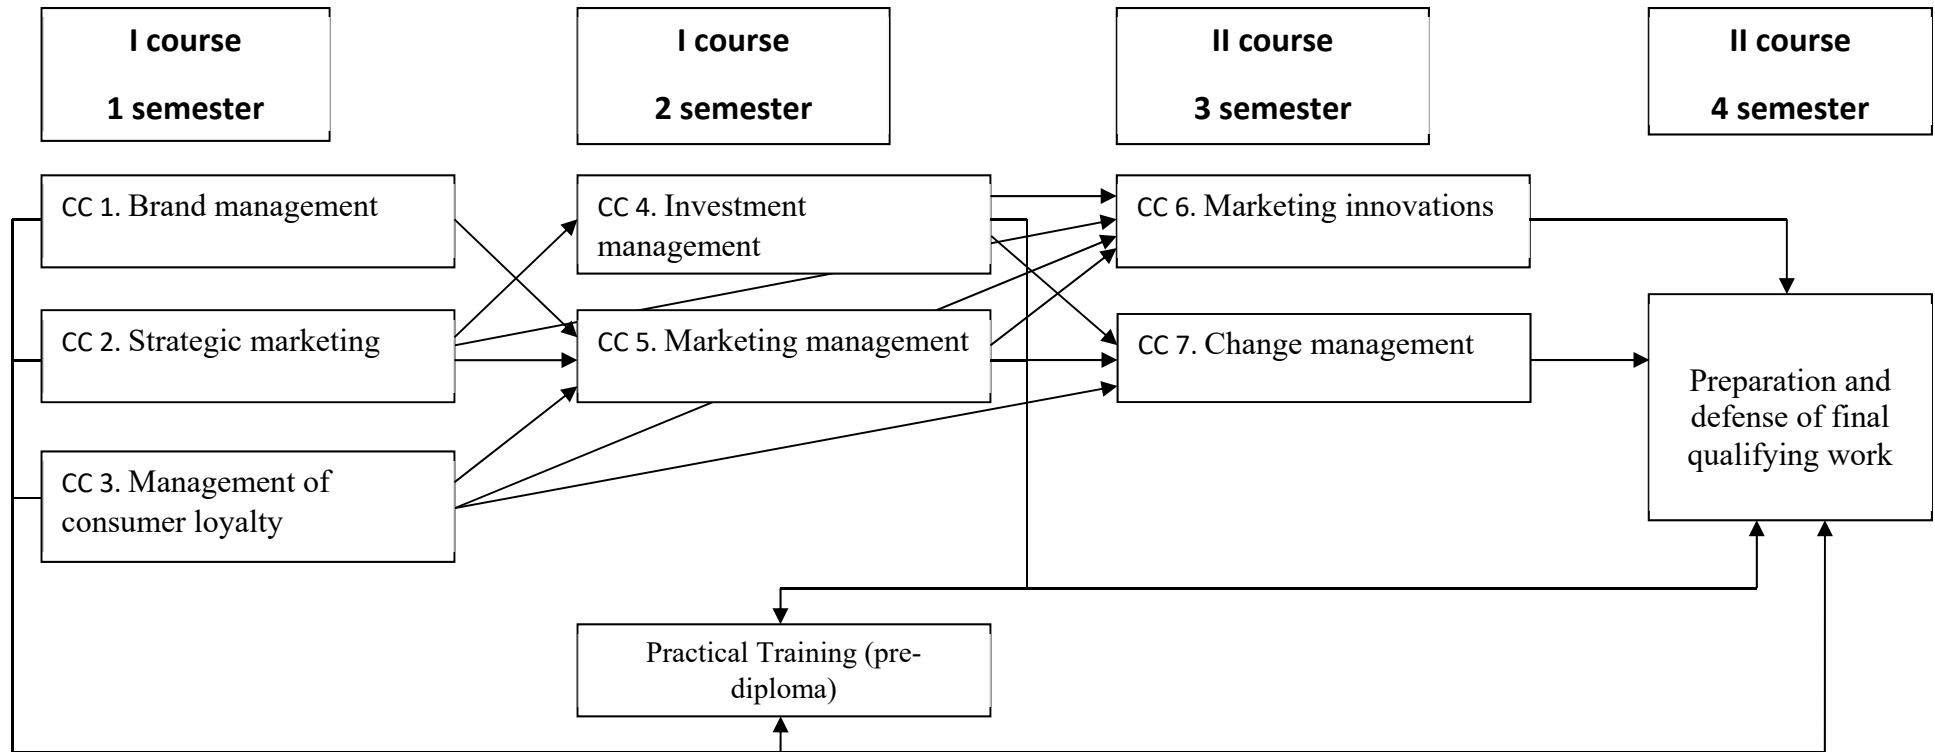 I course
1 semester
I course
2 semester
II course
3 semester
II course
4 semester
CC 1. Brand management
CC 4. Investment
management
CC 6. Marketing innovations
CC 2. Strategic marketing
CC 5. Marketing management
CC 7. Change management
Preparation and
defense of final
qualifying work
CC 3. Management of
consumer loyalty
Practical Training (pre-
diploma)